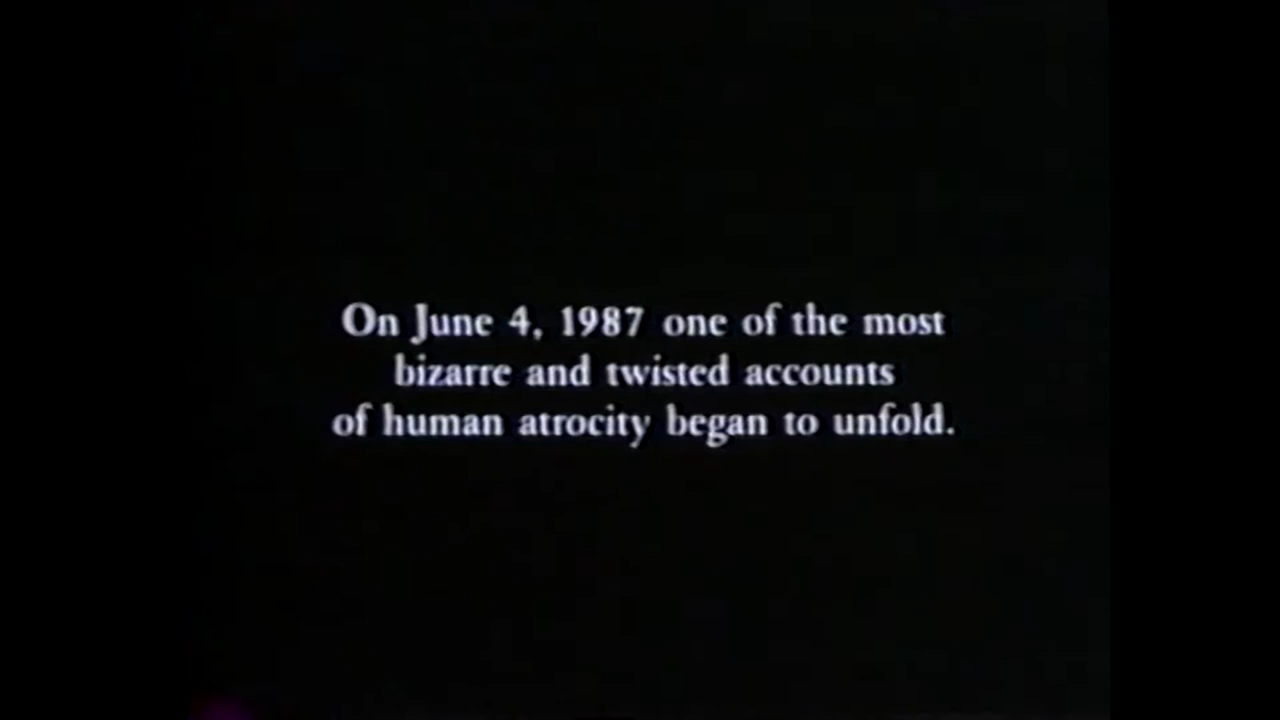 On June 4, 1987 one of the most
bizarre and twisted accounts
of human atrocity began to unfold.